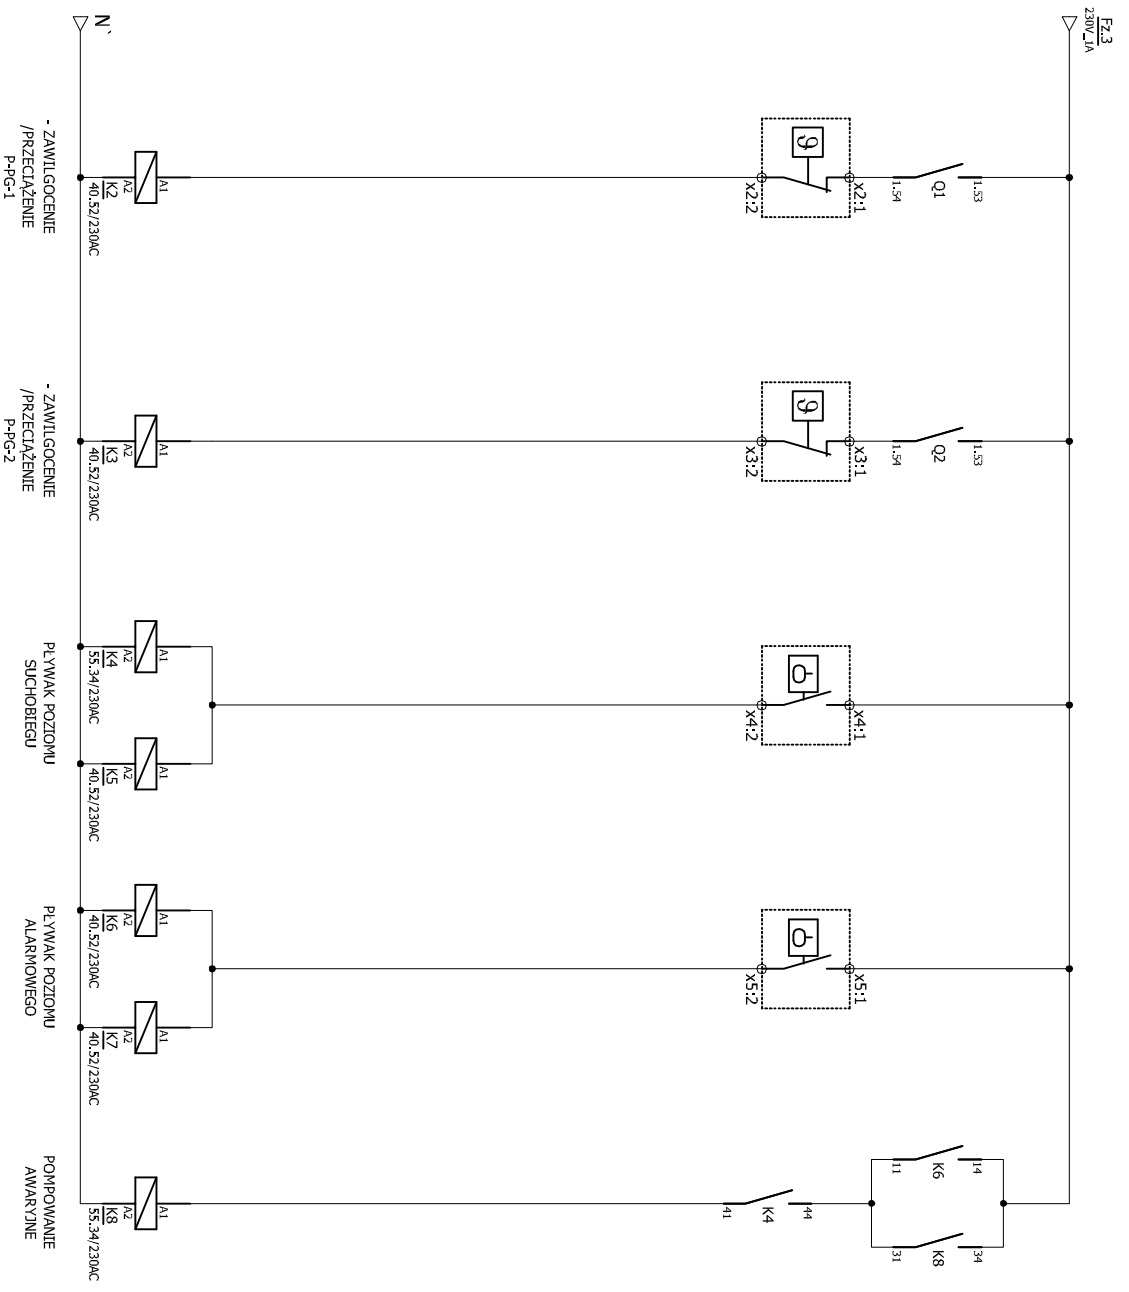 Fz.3
230V_1A
1.53
Q1
1.54
x2:1
ϑ
x2:2
A1
A2
K2
40.52/230AC
N`
- ZAWILGOCENIE
/PRZECIĄŻENIE
P-PG-1
1.53
Q2
1.54
x3:1
ϑ
x3:2
A1
A2
K3
40.52/230AC
- ZAWILGOCENIE
/PRZECIĄŻENIE
P-PG-2
x4:1
x4:2
A1
A2
K4
55.34/230AC
A1
A2
K5
40.52/230AC
PŁYWAK POZIOMU
SUCHOBIEGU
x5:1
x5:2
A1
A2
K6
40.52/230AC
A1
A2
K7
40.52/230AC
PŁYWAK POZIOMU
ALARMOWEGO
14
K6
11
34
K8
31
44
K4
41
A1
A2
K8
55.34/230AC
POMPOWANIE
AWARYJNE